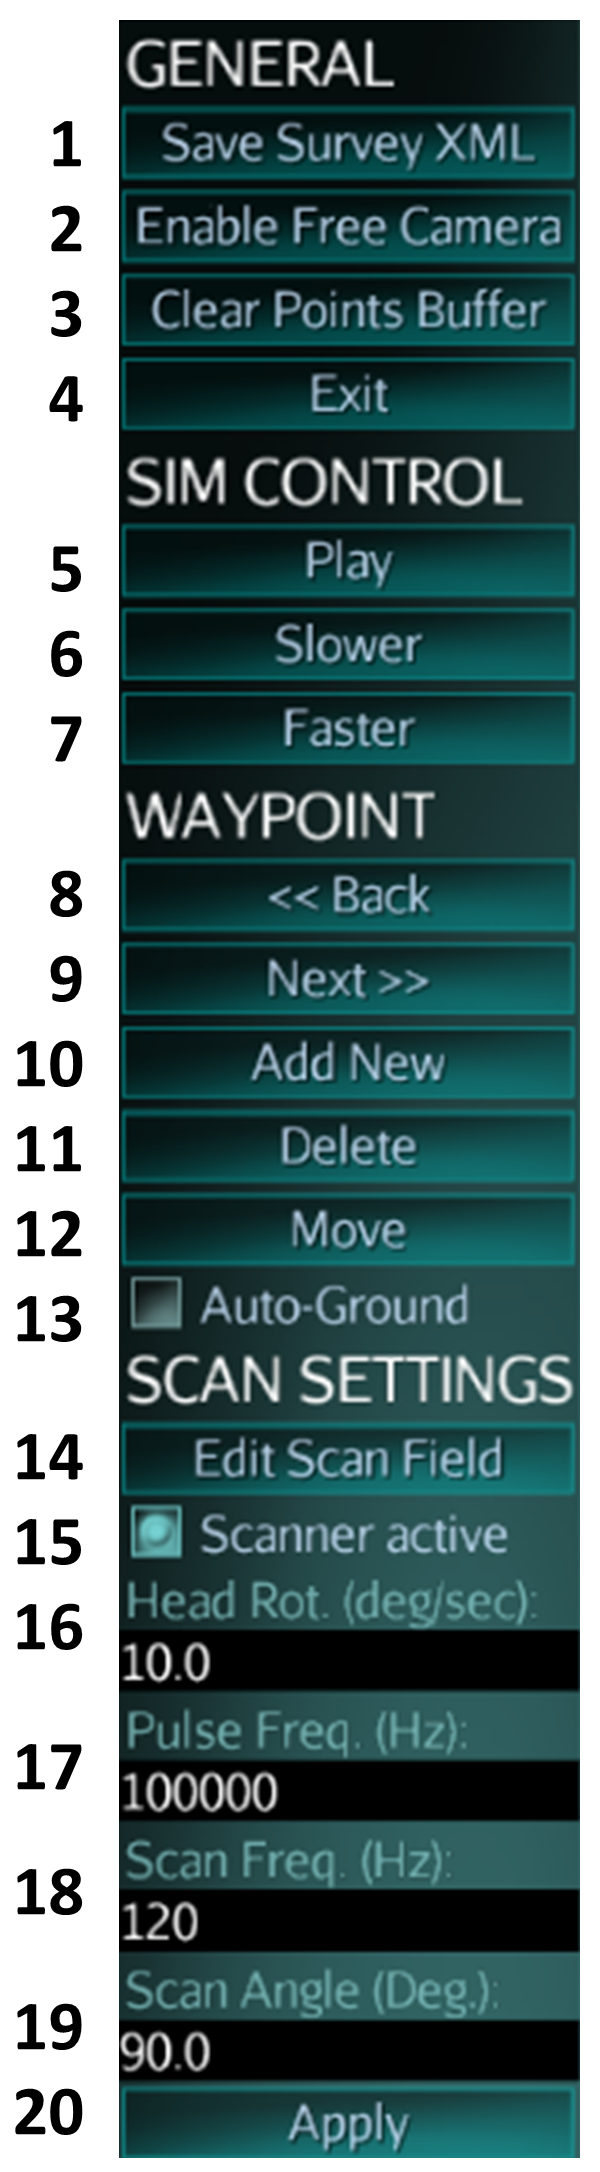 GENERAL
1 Save Survey XML
2 Enable Free Camera
3 Clear Points Buffer
4 Exit
SIM CONTROL
5 Play
6 Slower
7 Faster
WAYPOINT
8 << Back
9 Next >>
10 Add New
11 Delete
12 Move
13 Auto-Ground
SCAN SETTINGS
14 Edit Scan Field
15 Scanner active
16 Head Rot. (deg/sec):
10.0
17 Pulse Freq. (Hz):
100000
18 Scan Freq. (Hz):
120
19 Scan Angle (Deg.):
90.0
20 Apply